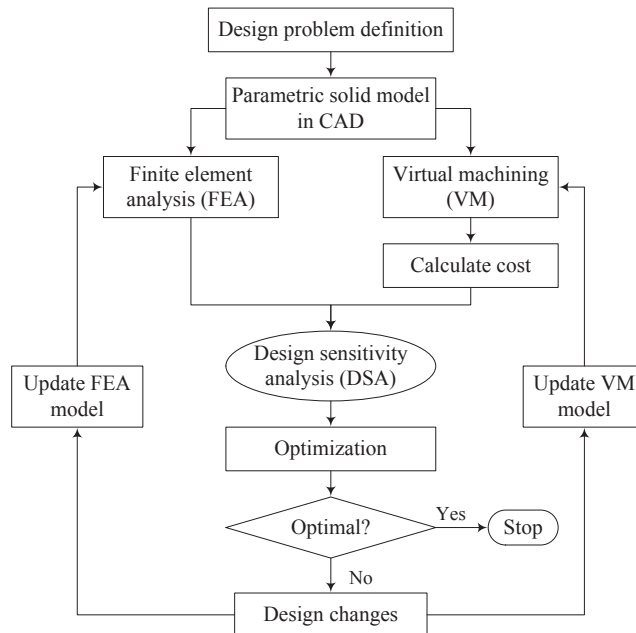 Design problem definition
Parametric solid model
in CAD
Finite element
analysis (FEA)
Virtual machining
(VM)
Calculate cost
Design sensitivity
analysis (DSA)
Update FEA
model
Update VM
model
Optimization
Optimal?
Yes
Stop
No
Design changes